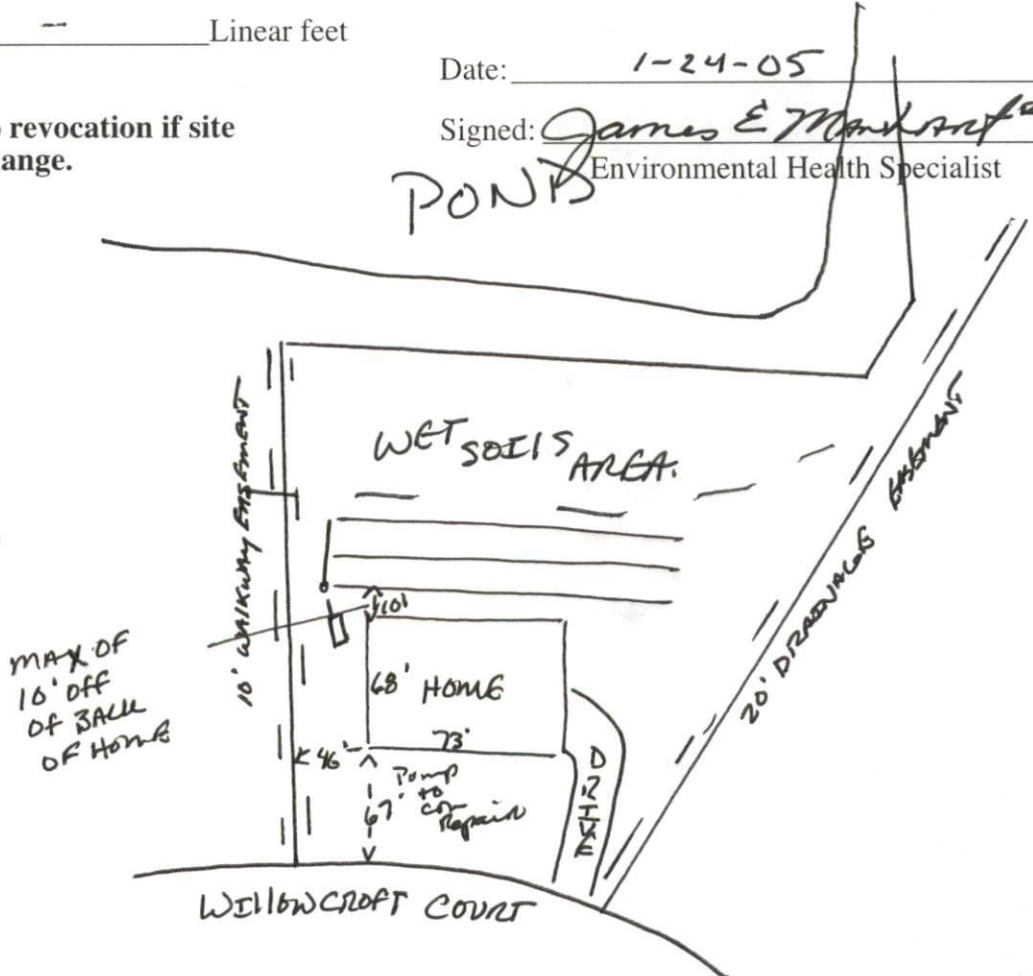 — Linear feet
Date: 1-24-05
revocation if site
ange.
Signed: James E
Environmental Health Specialist
POND
WET SOILS AREA.
10' WALKWAY EASEMENT
20' DRAINAGE EASEMENT
10'
MAX OF
10' OFF
OF BACK
OF HOME
68' HOME
73'
46'
Pump
to
Repair
67'
DRIVE
WILLOWCROFT COURT